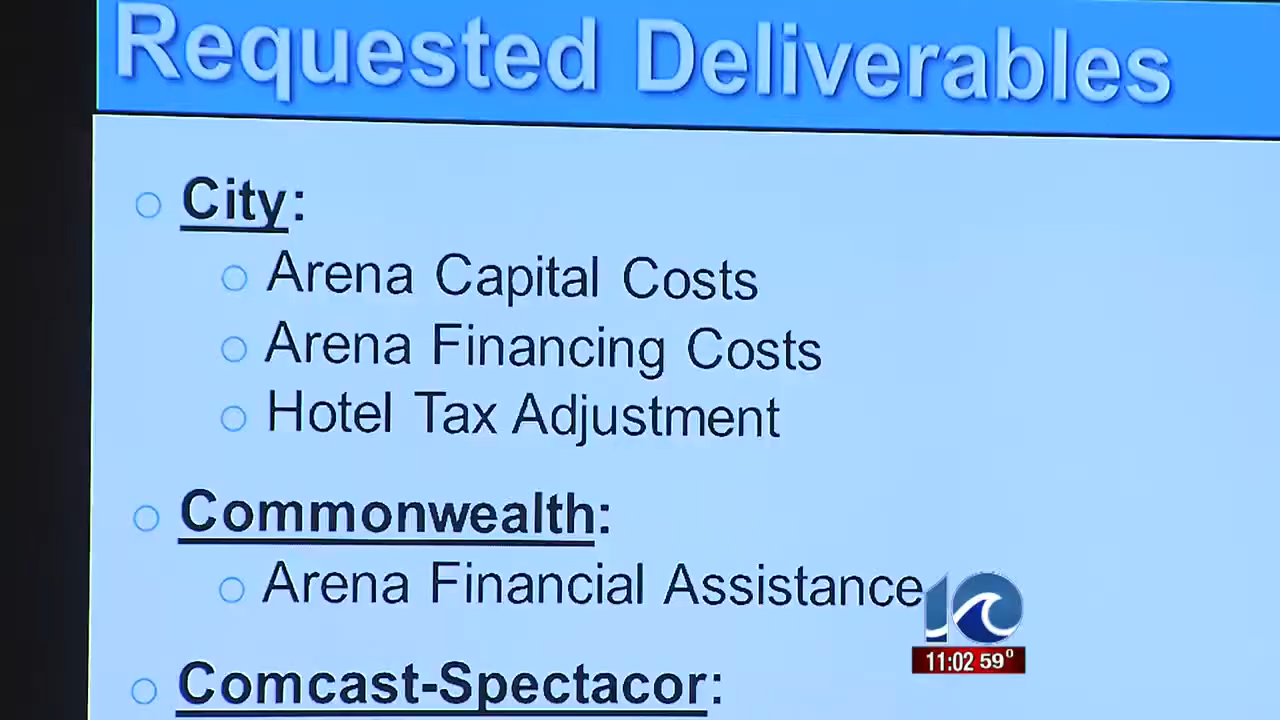 Requested Deliverables
City:
Arena Capital Costs
Arena Financing Costs
Hotel Tax Adjustment
Commonwealth:
Arena Financial Assistance
Comcast-Spectacor:
10
11:02 59°